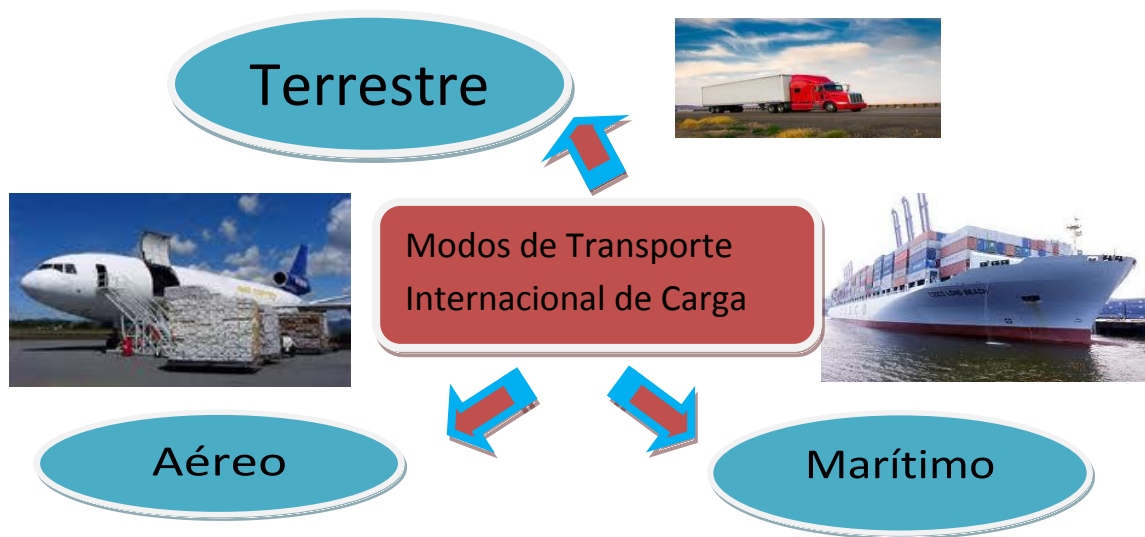 Terrestre
Modos de Transporte
Internacional de Carga
Aéreo
Marítimo